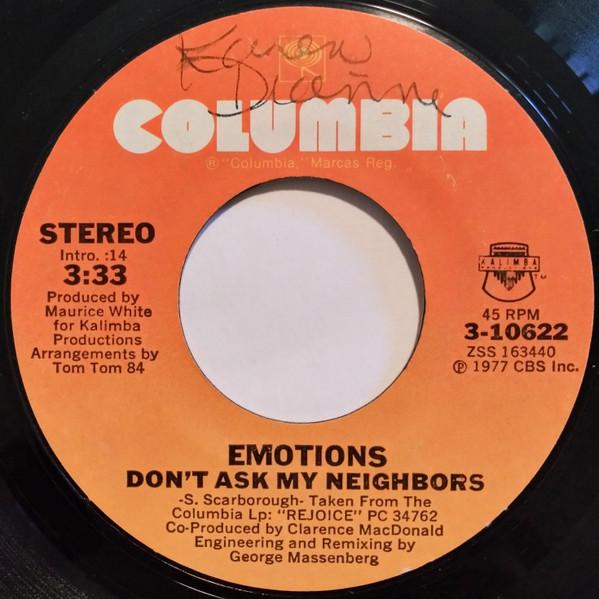 Karen
Dianne
COLUMBIA
® "Columbia," Marcas Reg.
STEREO
Intro. :14
3:33
Produced by
Maurice White
for Kalimba
Productions
Arrangements by
Tom Tom 84
KALIMBA
PRODUCTIONS
TM
45 RPM
3-10622
ZSS 163440
℗ 1977 CBS Inc.
EMOTIONS
DON'T ASK MY NEIGHBORS
-S. Scarborough- Taken From The
Columbia Lp: "REJOICE" PC 34762
Co-Produced by Clarence MacDonald
Engineering and Remixing by
George Massenberg